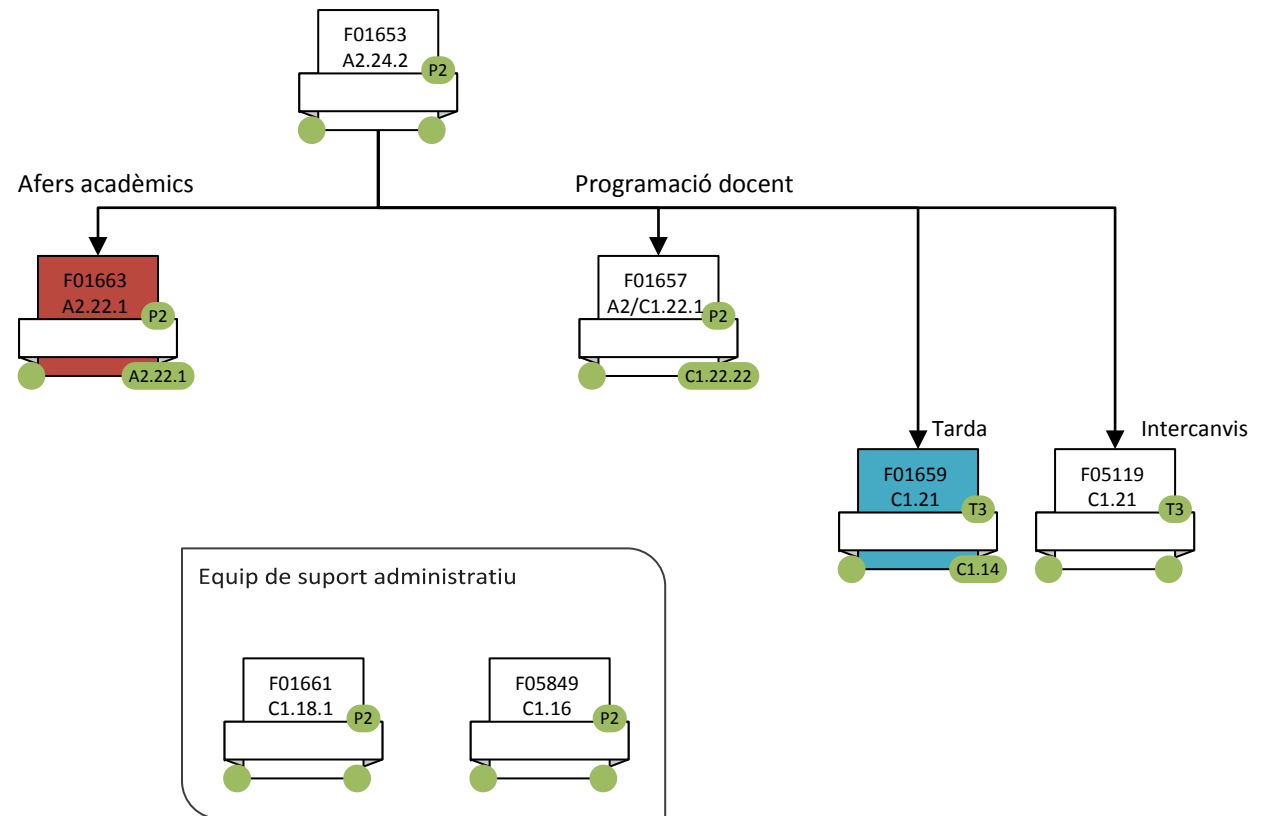 F01653
A2.24.2
P2
Afers acadèmics
Programació docent
F01663
A2.22.1
P2
A2.22.1
F01657
A2/C1.22.1
P2
C1.22.22
Tarda
Intercanvis
F01659
C1.21
T3
C1.14
F05119
C1.21
T3
Equip de suport administratiu
F01661
C1.18.1
P2
F05849
C1.16
P2